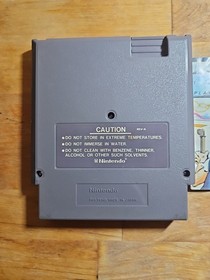 CAUTION
● DO NOT STORE IN EXTREME TEMPERATURES.
● DO NOT IMMERSE IN WATER.
● DO NOT CLEAN WITH BENZENE, THINNER,
ALCOHOL OR OTHER SUCH SOLVENTS.
Nintendo
Nintendo